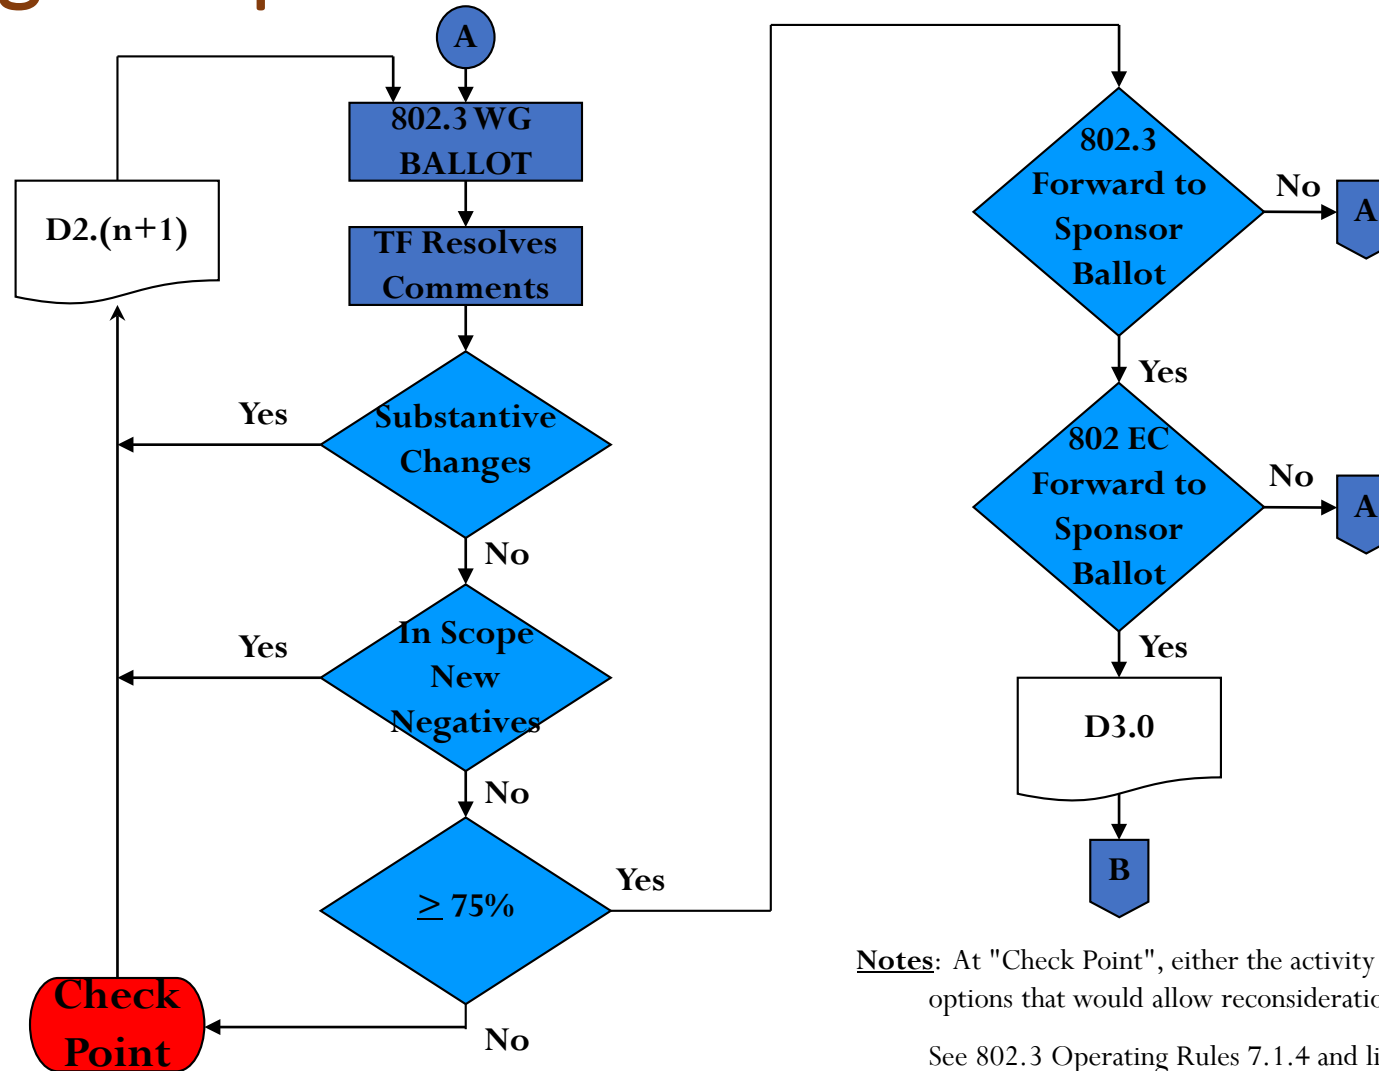 A
802.3 WG
BALLOT
D2.(n+1)
TF Resolves
Comments
Yes
Substantive
Changes
No
Yes
In Scope
New
Negatives
No
≥ 75%
Yes
Check
Point
No
802.3
Forward to
Sponsor
Ballot
No
A
Yes
802 EC
Forward to
Sponsor
Ballot
No
A
Yes
D3.0
B
Notes: At "Check Point", either the activity
options that would allow
See 802.3 Operating Rules 7.1.4 and